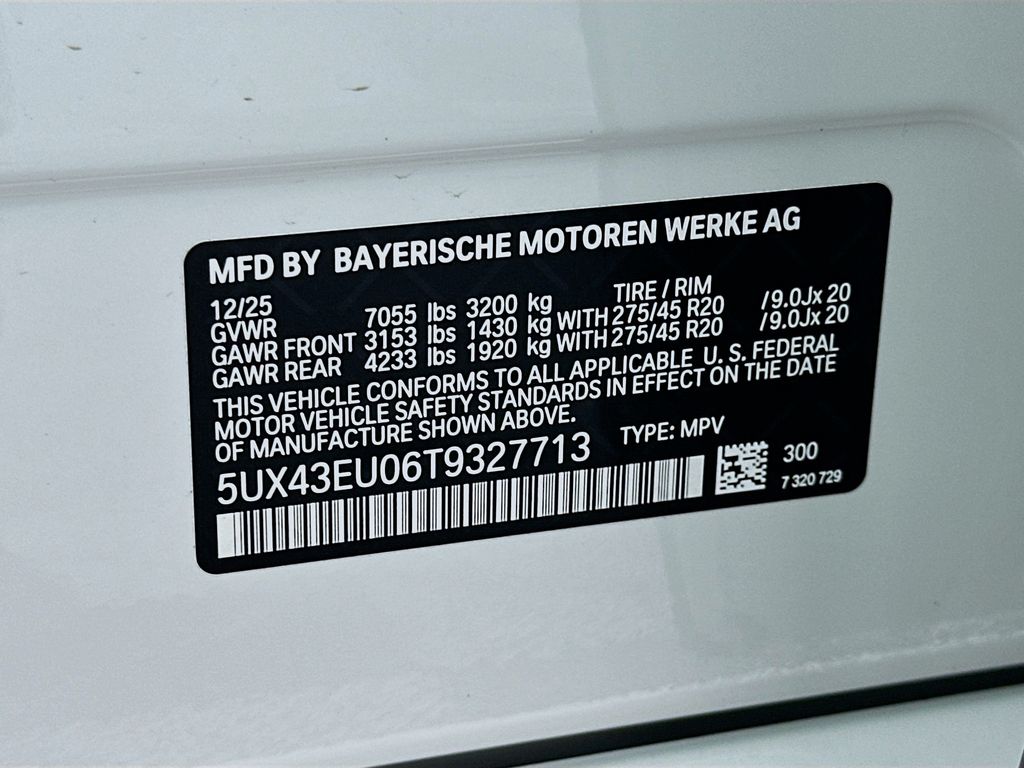 MFD BY BAYERISCHE MOTOREN WERKE AG
12/25 TIRE / RIM
GVWR 7055 lbs 3200 kg
GAWR FRONT 3153 lbs 1430 kg WITH 275/45 R20 /9.0Jx 20
GAWR REAR 4233 lbs 1920 kg WITH 275/45 R20 /9.0Jx 20
THIS VEHICLE CONFORMS TO ALL APPLICABLE U. S. FEDERAL
MOTOR VEHICLE SAFETY STANDARDS IN EFFECT ON THE DATE
OF MANUFACTURE SHOWN ABOVE.
TYPE: MPV
5UX43EU06T9327713
300
7 320 729